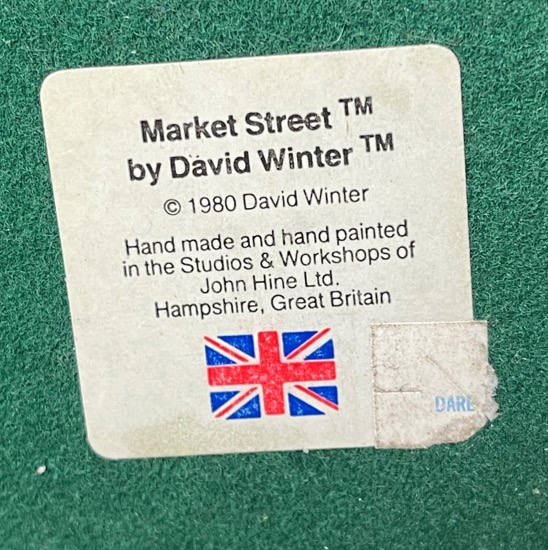 Market Street TM
by David Winter TM
© 1980 David Winter
Hand made and hand painted
in the Studios & Workshops of
John Hine Ltd.
Hampshire, Great Britain
DARL